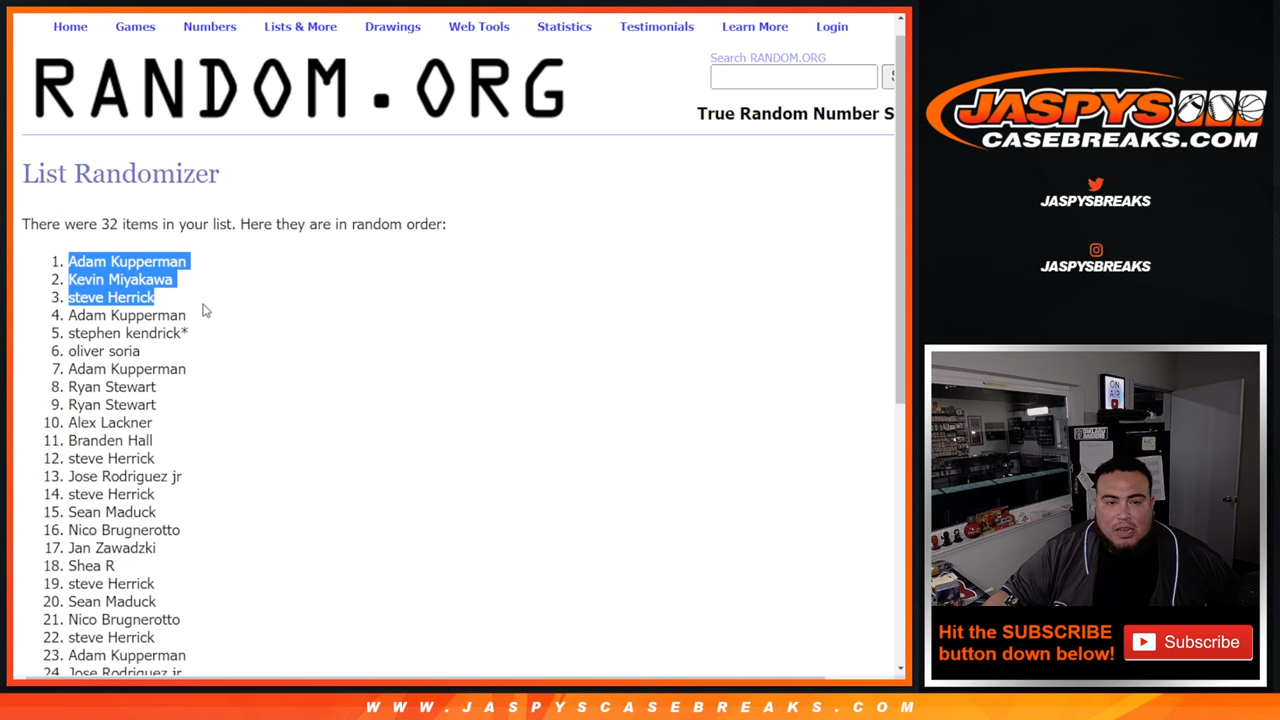 Home Games Numbers Lists & More Drawings Web Tools Statistics Testimonials Learn More Login
RANDOM.ORG
Search RANDOM.ORG
True Random Number S
List Randomizer
There were 32 items in your list. Here they are in random order:
1. Adam Kupperman
2. Kevin Miyakawa
3. steve Herrick
4. Adam Kupperman
5. stephen kendrick*
6. oliver soria
7. Adam Kupperman
8. Ryan Stewart
9. Ryan Stewart
10. Alex Lackner
11. Branden Hall
12. steve Herrick
13. Jose Rodriguez jr
14. steve Herrick
15. Sean Maduck
16. Nico Brugnerotto
17. Jan Zawadzki
18. Shea R
19. steve Herrick
20. Sean Maduck
21. Nico Brugnerotto
22. steve Herrick
23. Adam Kupperman
24. Jose Rodriguez jr
JASPYS
CASEBREAKS.COM
JASPYSBREAKS
JASPYSBREAKS
ON
AIR
Hit the SUBSCRIBE
button down below!
Subscribe
WWW.JASPYSCASEBREAKS.COM